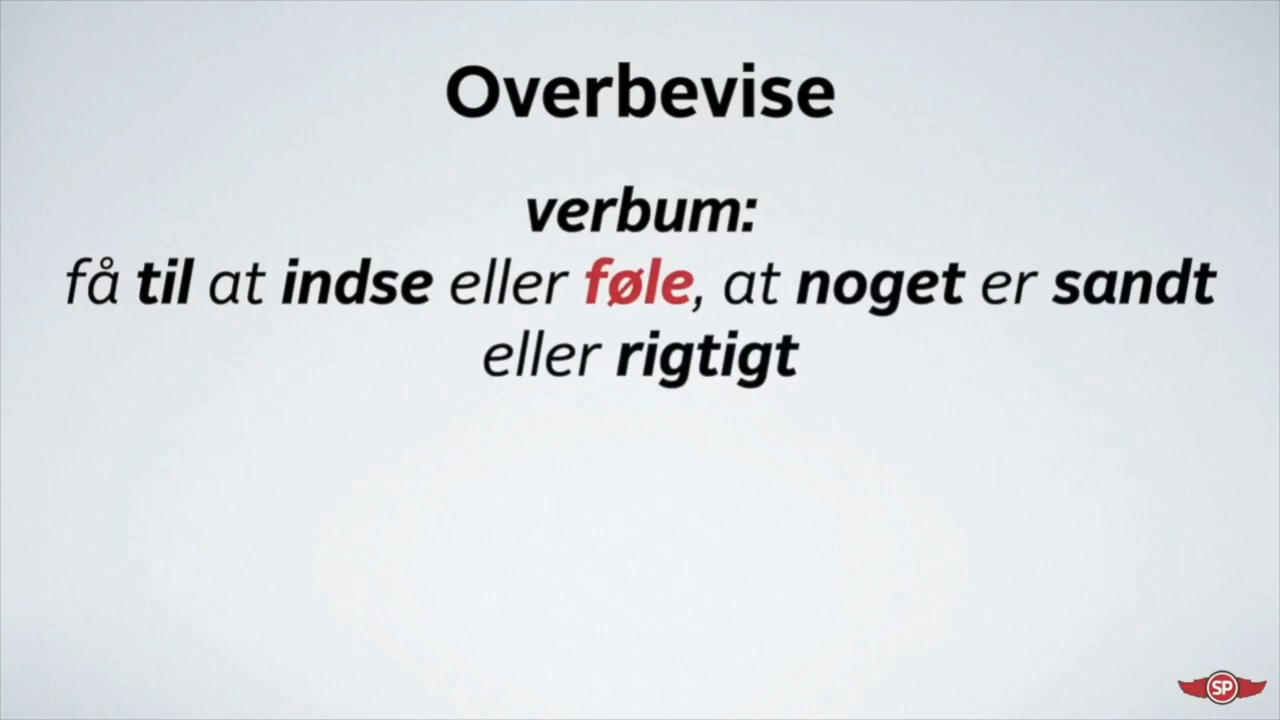 Overbevise
verbum:
få til at indse eller føle, at noget er sandt
eller rigtigt
SP